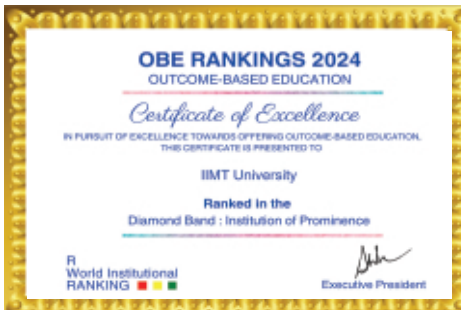 OBE RANKINGS 2024
OUTCOME-BASED EDUCATION
Certificate of Excellence
IN PURSUIT OF EXCELLENCE TOWARDS OFFERING OUTCOME-BASED EDUCATION,
THIS CERTIFICATE IS PRESENTED TO
IIMT University
Ranked in the
Diamond Band : Institution of Prominence
R
World Institutional
RANKING
Executive President